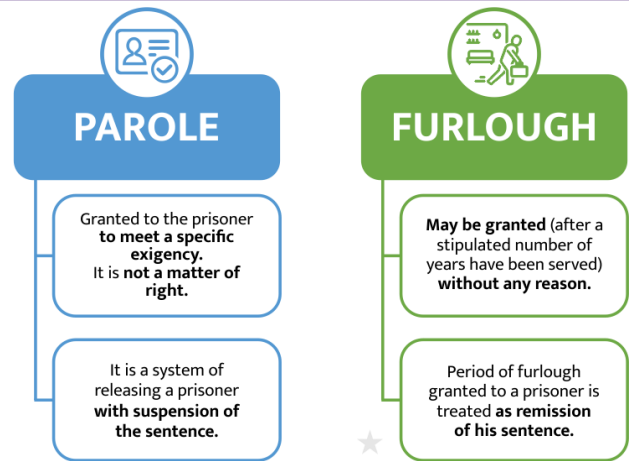 PAROLE
Granted to the prisoner
to meet a specific
exigency.
It is not a matter of
right.
It is a system of
releasing a prisoner
with suspension of
the sentence.
FURLOUGH
May be granted (after a
stipulated number of
years have been served)
without any reason.
Period of furlough
granted to a prisoner is
treated as remission
of his sentence.